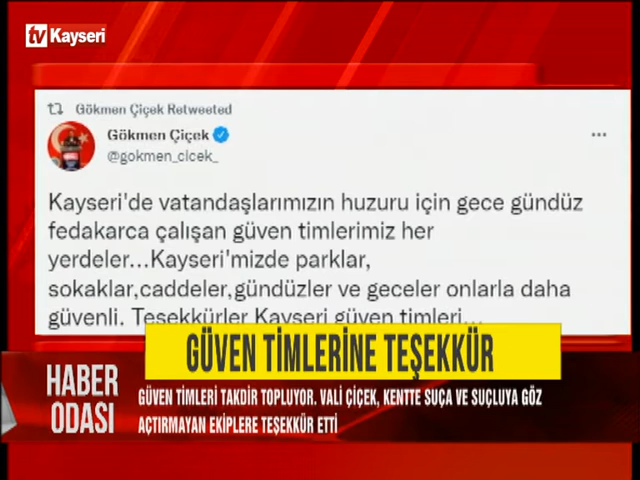 tv Kayseri
Gökmen Çiçek Retweeted
Gökmen Çiçek
@gokmen_cicek_
Kayseri'de vatandaşlarımızın huzuru için gece gündüz
fedakarca çalışan güven timlerimiz her
yerdeler...Kayseri'mizde parklar,
sokaklar,caddeler,gündüzler ve geceler onlarla daha
güvenli. Teşekkürler Kayseri güven timleri...
GÜVEN TİMLERİNE TEŞEKKÜR
HABER
ODASI
GÜVEN TİMLERİ TAKDİR TOPLUYOR. VALİ ÇİÇEK, KENTTE SUÇA VE SUÇLUYA GÖZ
AÇTIRMAYAN EKİPLERE TEŞEKKÜR ETTİ